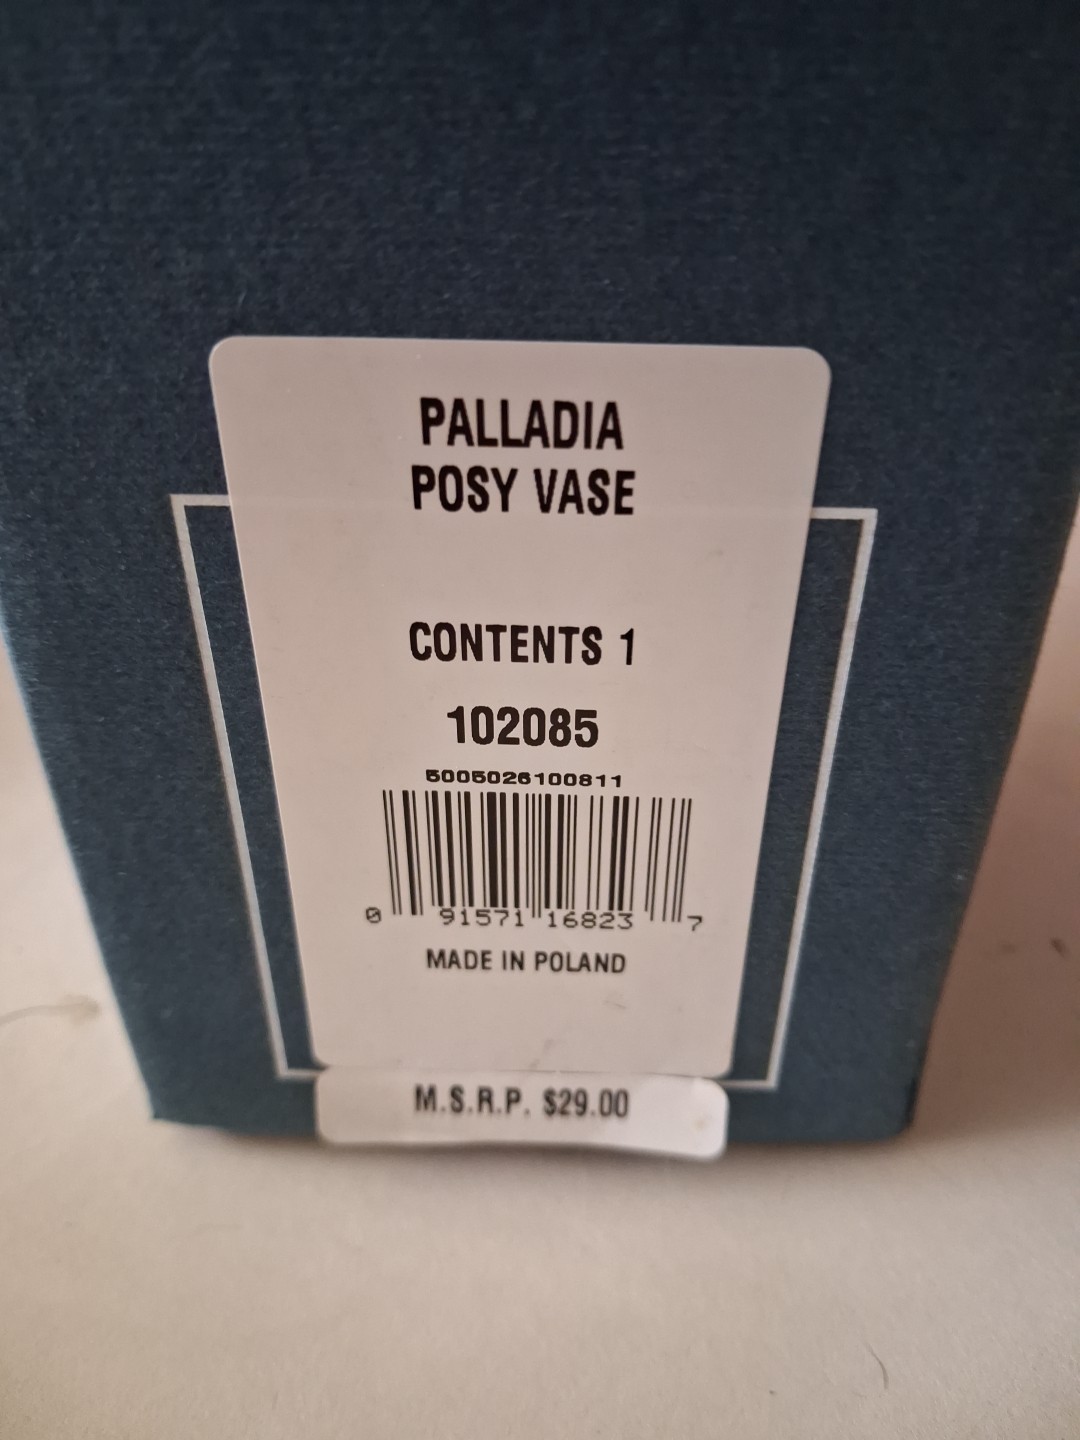 PALLADIA
POSY VASE
CONTENTS 1
102085
5005026100811
0 91571 16823 7
MADE IN POLAND
M.S.R.P. $29.00